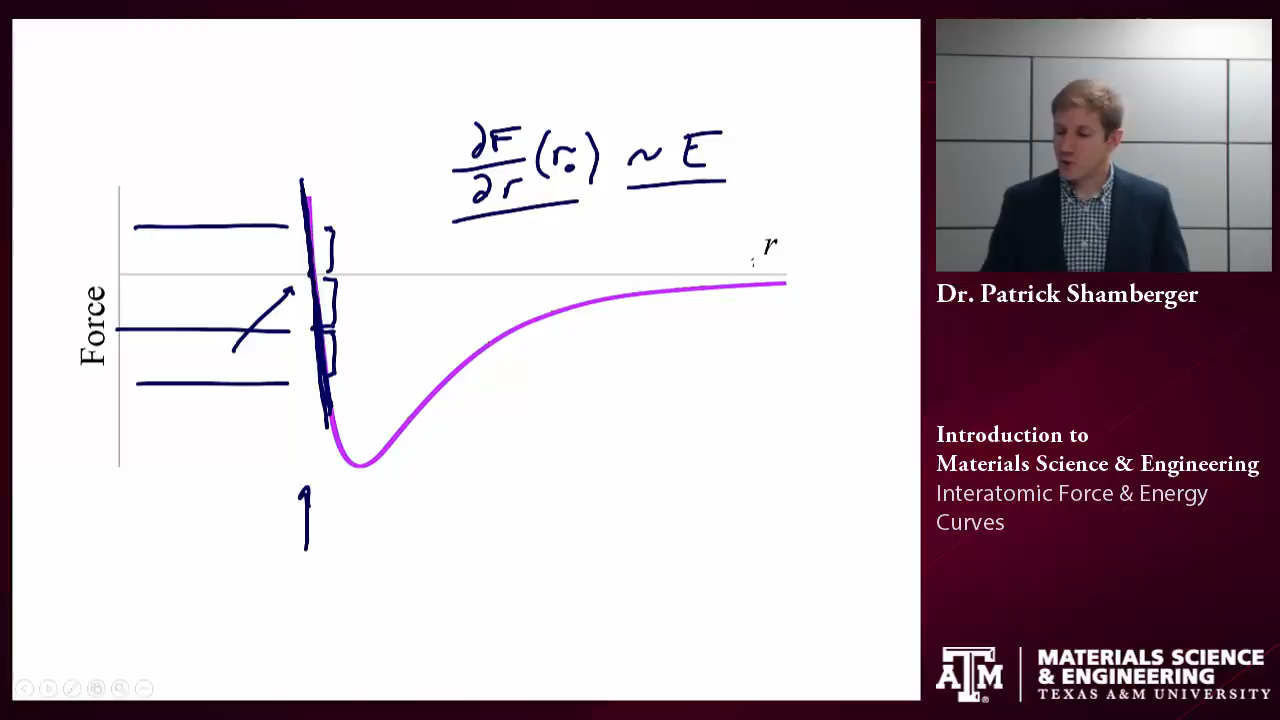 ∂F/∂r (r₀) ~ E
r
Force
Dr. Patrick Shamberger
Introduction to
Materials Science & Engineering
Interatomic Force & Energy
Curves
A
T
M
®
MATERIALS SCIENCE
& ENGINEERING
TEXAS A&M UNIVERSITY